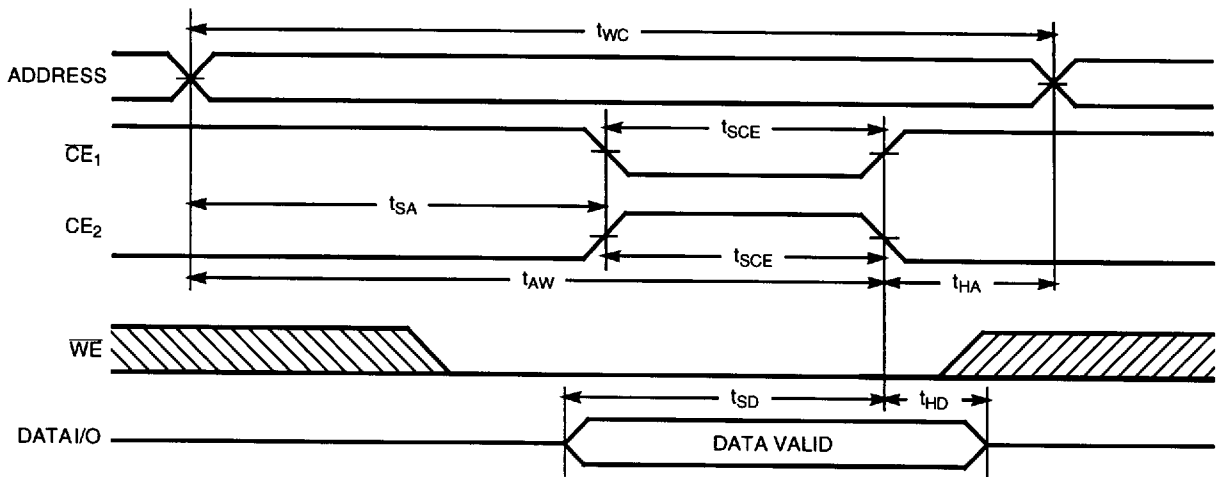 tWC
ADDRESS
tSCE
CE1
tSA
CE2
tSCE
tAW
tHA
WE
tSD
tHD
DATA I/O
DATA VALID